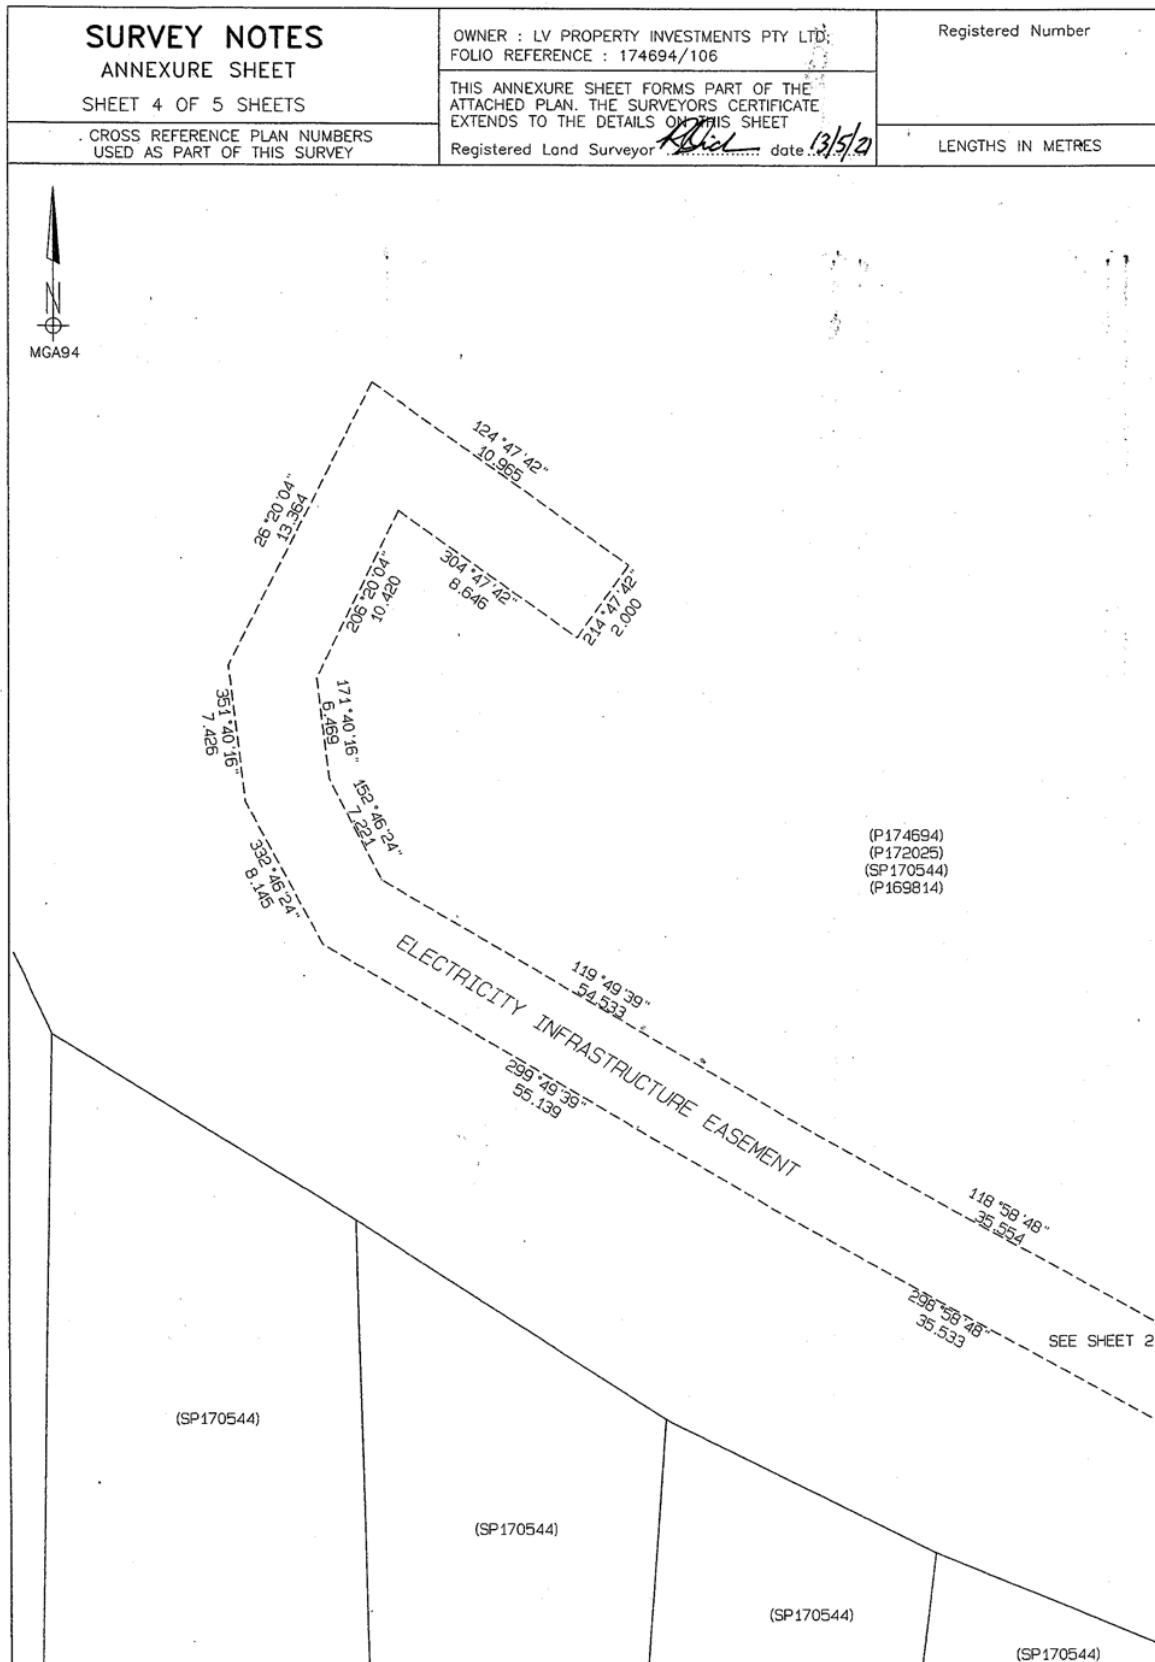 SURVEY NOTES
ANNEXURE SHEET
SHEET 4 OF 5 SHEETS
CROSS REFERENCE PLAN NUMBERS
USED AS PART OF THIS SURVEY
OWNER : LV PROPERTY INVESTMENTS PTY LTD;
FOLIO REFERENCE : 174694/106
THIS ANNEXURE SHEET FORMS PART OF THE
ATTACHED PLAN. THE SURVEYORS CERTIFICATE
EXTENDS TO THE DETAILS ON THIS SHEET
Registered Land Surveyor date 13/5/21
Registered Number
LENGTHS IN METRES
N
MGA94
124°47'42"
10.965
26°20'04"
13.364
304°47'42"
8.646
206°20'04"
10.420
214°47'42"
2.000
351°40'16"
7.426
171°40'16"
6.469
152°46'24"
7.221
332°46'24"
8.145
(P174694)
(P172025)
(SP170544)
(P169814)
119°49'39"
54.533
ELECTRICITY INFRASTRUCTURE EASEMENT
299°49'39"
55.139
118°58'48"
35.554
298°58'48"
35.533
SEE SHEET 2
(SP170544)
(SP170544)
(SP170544)
(SP170544)